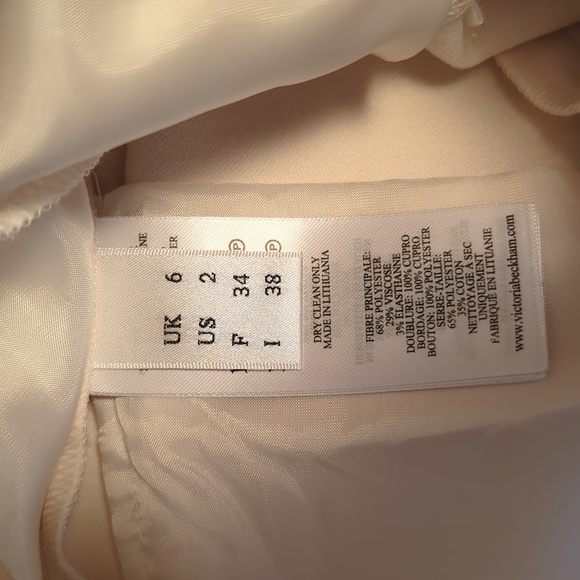 UK 6
US 2
F 34
I 38
P
P
DRY CLEAN ONLY
MADE IN LITHUANIA
FIBRE PRINCIPALE:
68% POLYESTER
29% VISCOSE
3% ÉLASTHANNE
DOUBLURE: 100% CUPRO
BORDAGE: 100% CUPRO
BOUTON: 100% POLYESTER
SERRE-TAILLE:
65% POLYESTER
35% COTON
NETTOYAGE A SEC
UNIQUEMENT
FABRIQUÉ EN LITUANIE
www.victoriabeckham.com